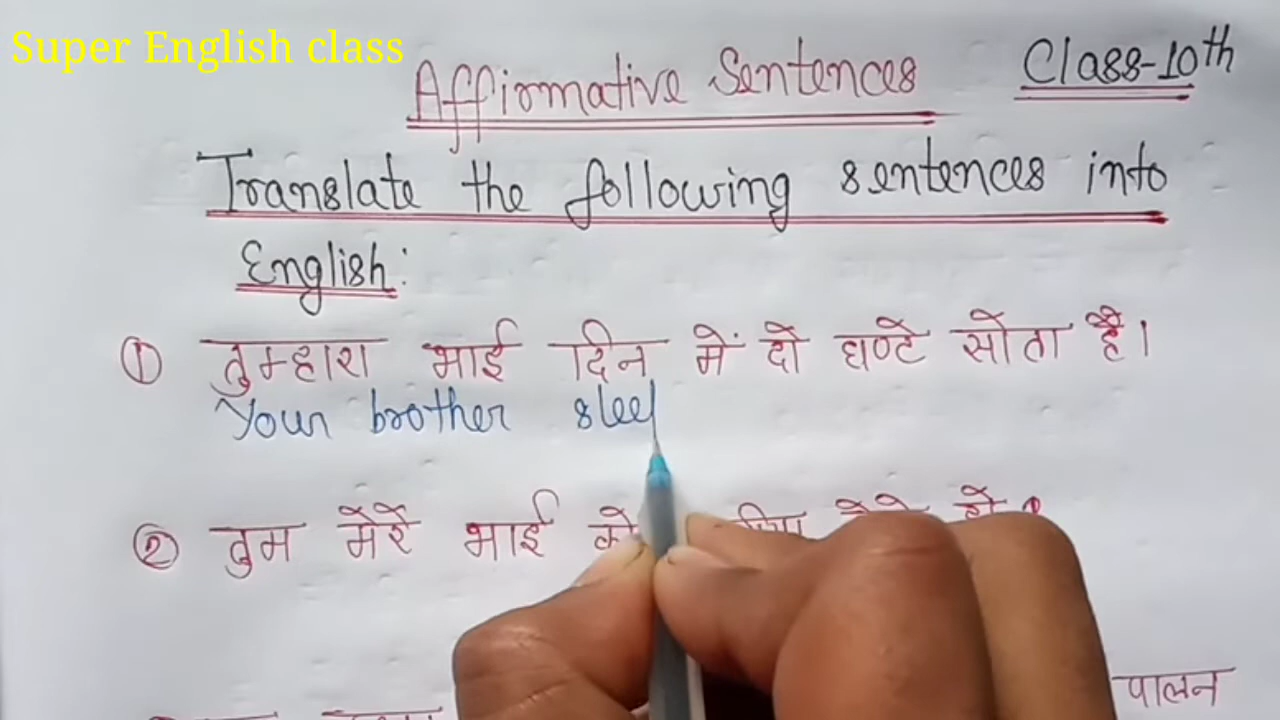 Super English class
Affirmative Sentences Class-10th
Translate the following sentences into
English:
① तुम्हारा भाई दिन में दो घण्टे सोता है।
Your brother sleep
② तुम मेरे भाई को
पालन